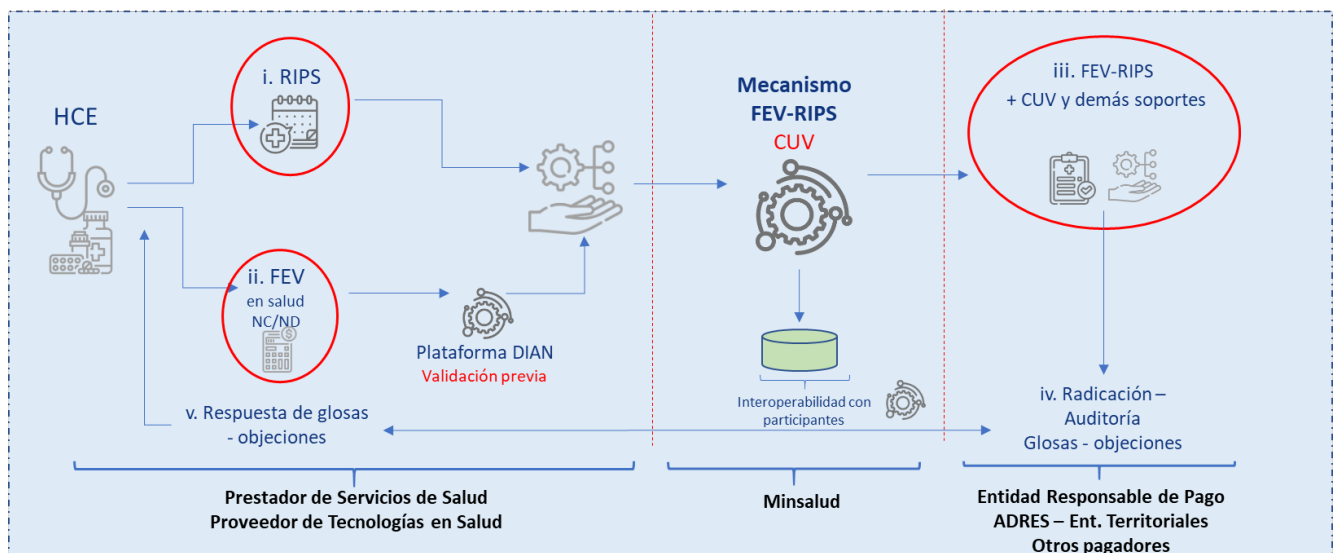 HCE
i. RIPS
ii. FEV
en salud
NC/ND
Plataforma DIAN
Validación previa
v. Respuesta de glosas
- objeciones
Mecanismo
FEV-RIPS
CUV
Interoperabilidad con
participantes
iii. FEV-RIPS
+ CUV y demás soportes
iv. Radicación –
Auditoría
Glosas - objeciones
Prestador de Servicios de Salud
Proveedor de Tecnologías en Salud
Minsalud
Entidad Responsable de Pago
ADRES – Ent. Territoriales
Otros pagadores